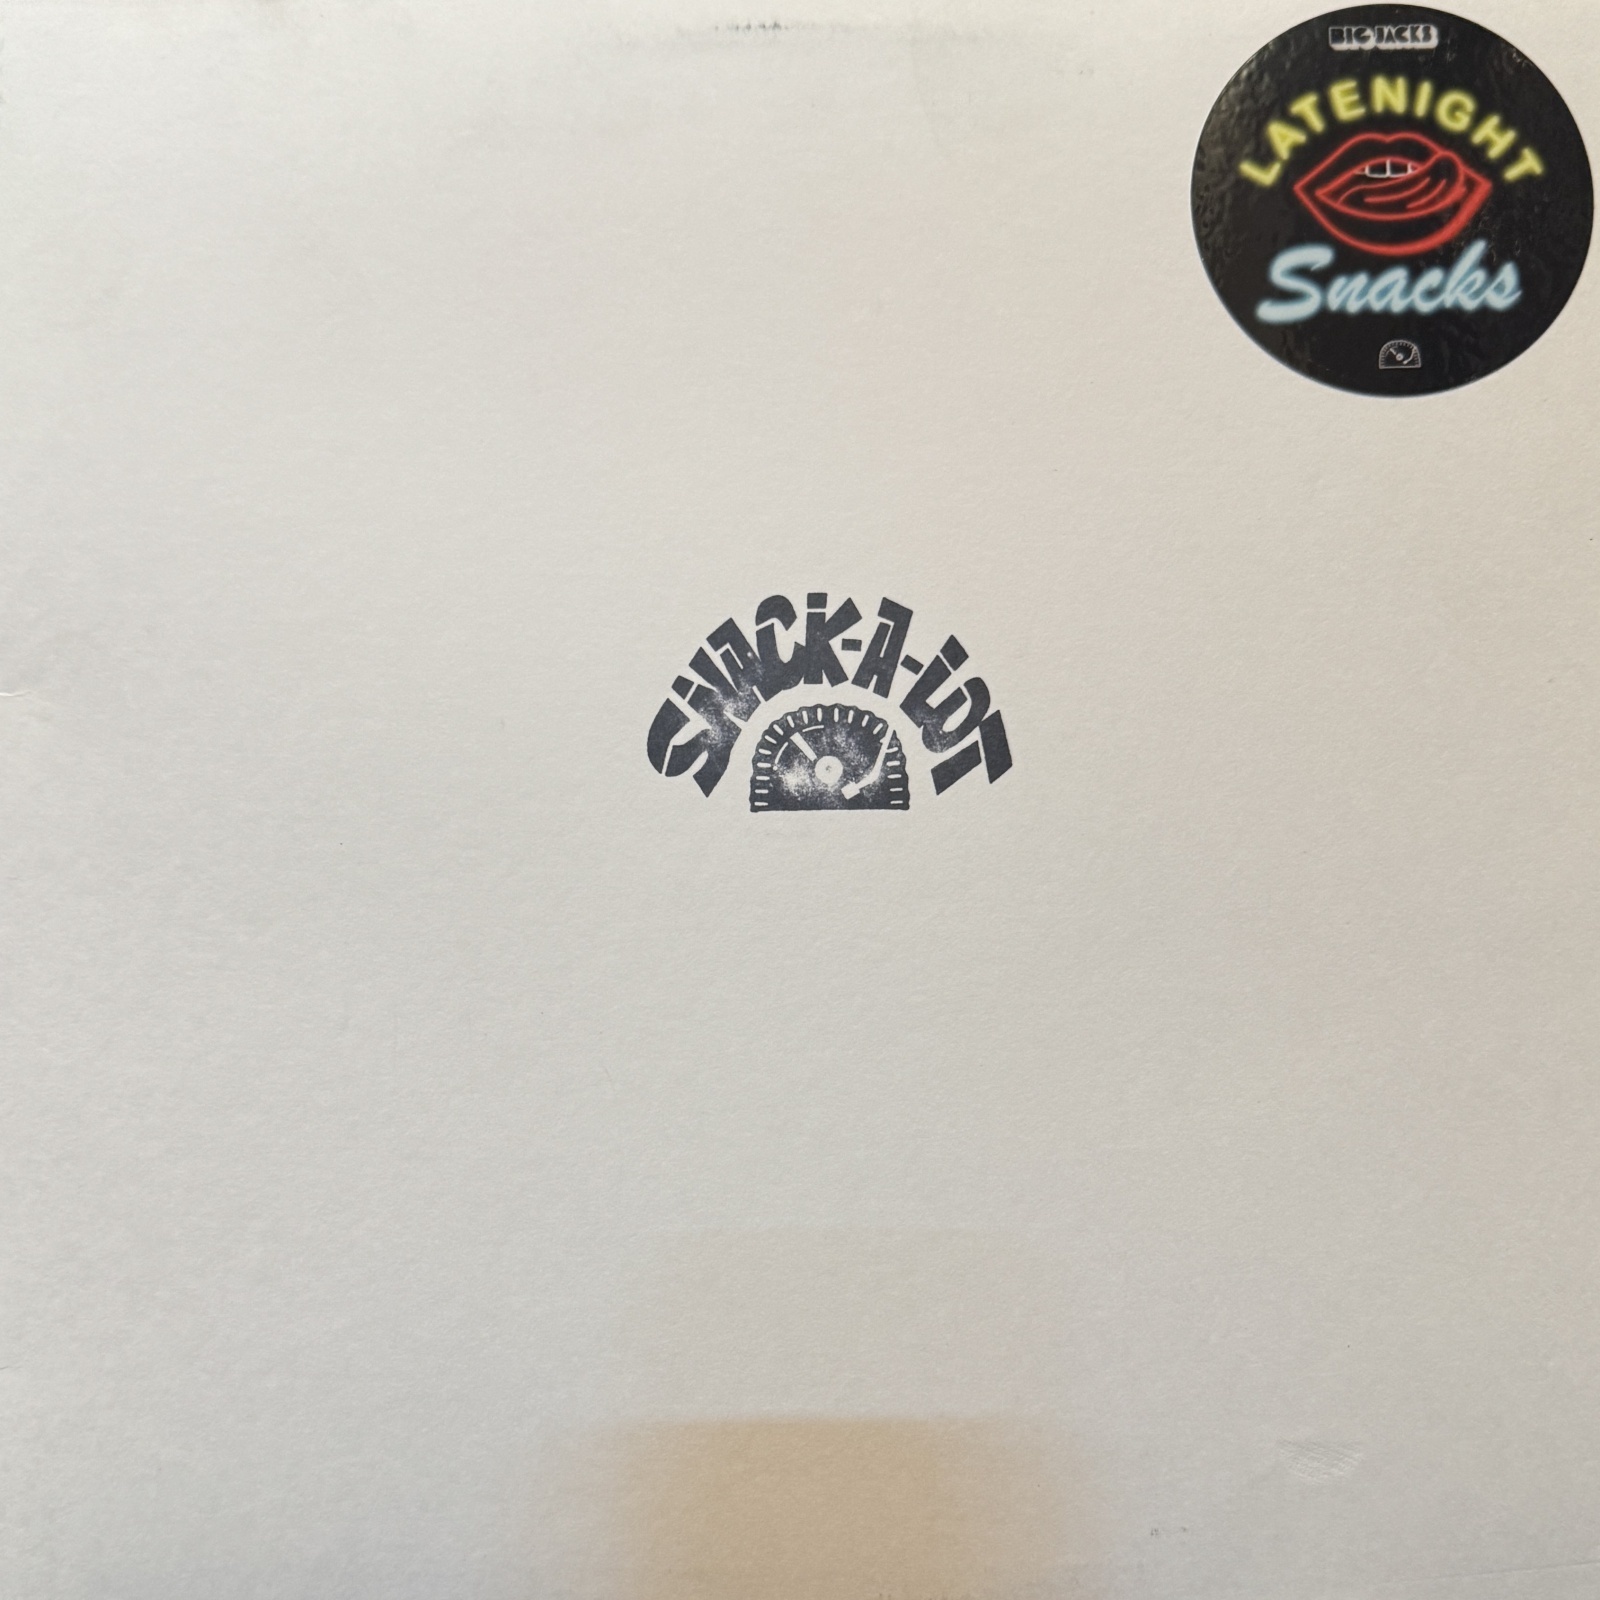 BIG JACKS
LATENIGHT
Snacks
SNACK-A-LOT